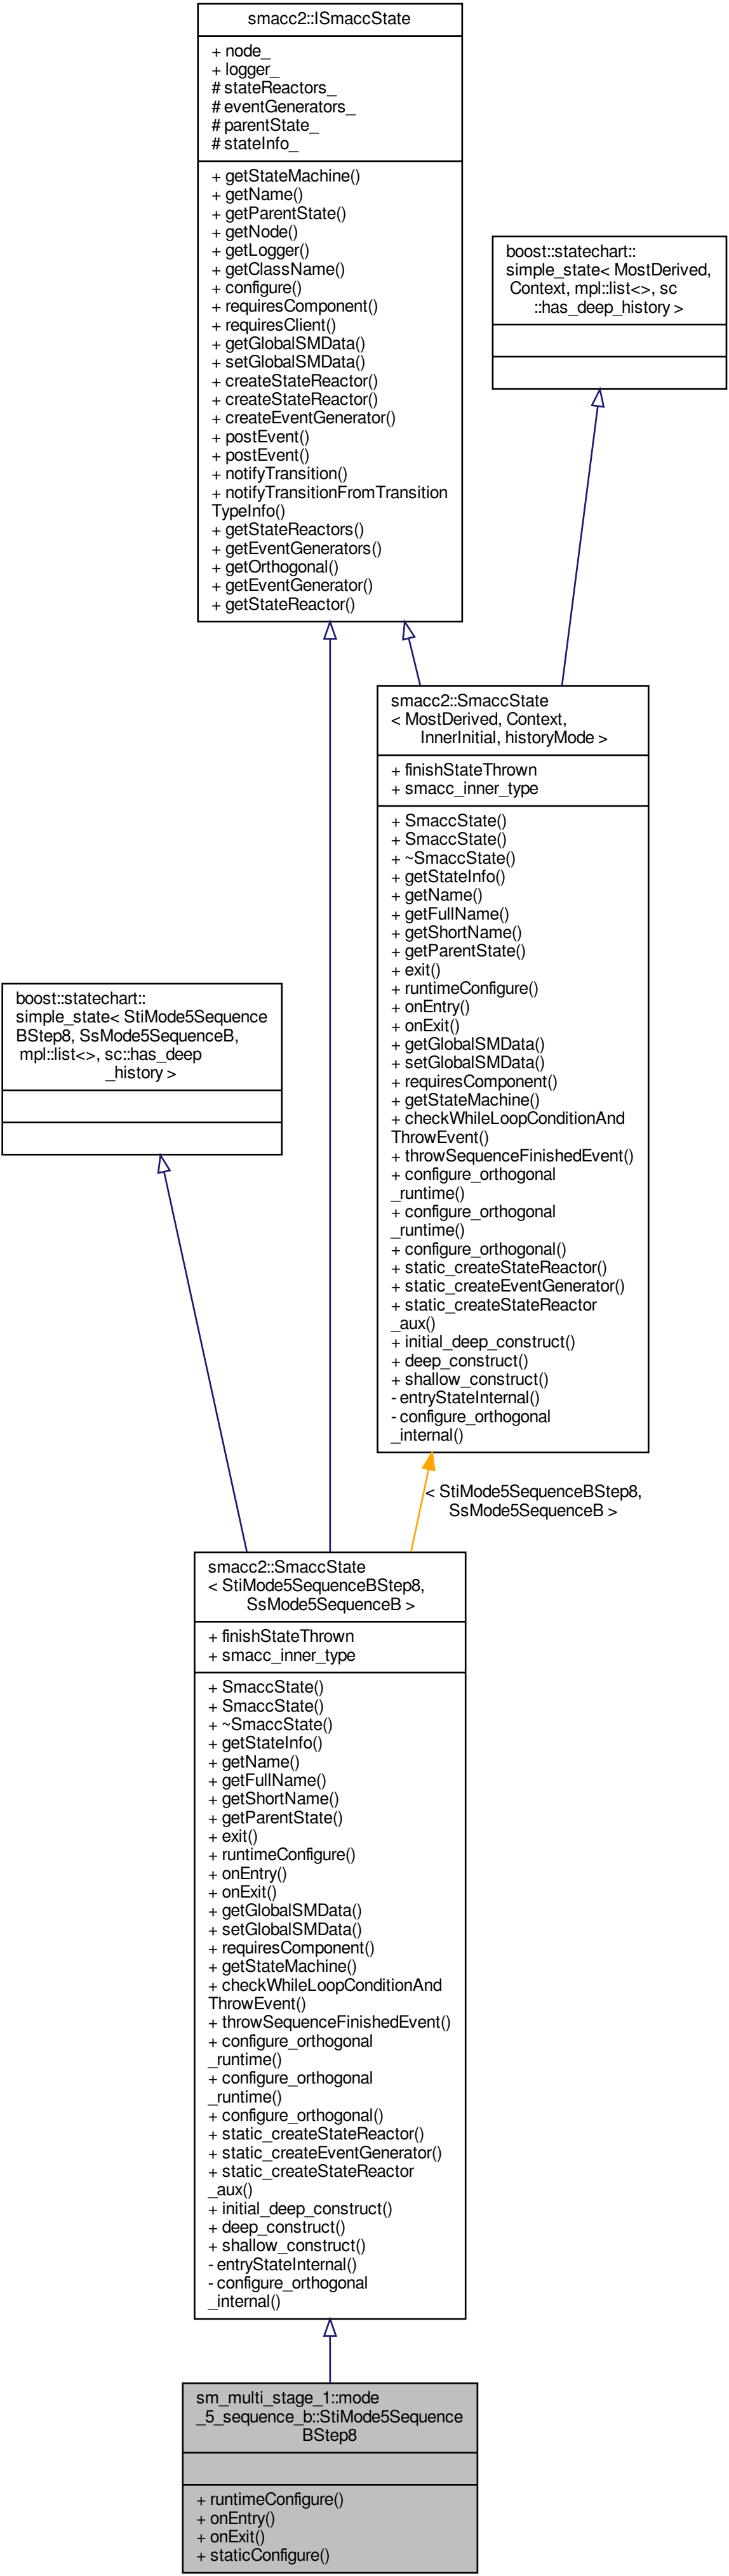 smacc2::ISmaccState
+ node_
+ logger_
# stateReactors_
# eventGenerators_
# parentState_
# stateInfo_
+ getStateMachine()
+ getName()
+ getParentState()
+ getNode()
+ getLogger()
+ getClassName()
+ configure()
+ requiresComponent()
+ requiresClient()
+ getGlobalSMData()
+ setGlobalSMData()
+ createStateReactor()
+ createStateReactor()
+ createEventGenerator()
+ postEvent()
+ postEvent()
+ notifyTransition()
+ notifyTransitionFromTransition
TypeInfo()
+ getStateReactors()
+ getEventGenerators()
+ getOrthogonal()
+ getEventGenerator()
+ getStateReactor()
boost::statechart::
simple_state< MostDerived,
Context, mpl::list<>, sc
::has_deep_history >
smacc2::SmaccState
< MostDerived, Context,
InnerInitial, historyMode >
+ finishStateThrown
+ smacc_inner_type
+ SmaccState()
+ SmaccState()
+ ~SmaccState()
+ getStateInfo()
+ getName()
+ getFullName()
+ getShortName()
+ getParentState()
+ exit()
+ runtimeConfigure()
+ onEntry()
+ onExit()
+ getGlobalSMData()
+ setGlobalSMData()
+ requiresComponent()
+ getStateMachine()
+ checkWhileLoopConditionAnd
ThrowEvent()
+ throwSequenceFinishedEvent()
+ configure_orthogonal
_runtime()
+ configure_orthogonal
_runtime()
+ configure_orthogonal()
+ static_createStateReactor()
+ static_createEventGenerator()
+ static_createStateReactor
_aux()
+ initial_deep_construct()
+ deep_construct()
+ shallow_construct()
- entryStateInternal()
- configure_orthogonal
_internal()
boost::statechart::
simple_state< StiMode5Sequence
BStep8, SsMode5SequenceB,
mpl::list<>, sc::has_deep
_history >
< StiMode5SequenceBStep8,
SsMode5SequenceB >
smacc2::SmaccState
< StiMode5SequenceBStep8,
SsMode5SequenceB >
+ finishStateThrown
+ smacc_inner_type
+ SmaccState()
+ SmaccState()
+ ~SmaccState()
+ getStateInfo()
+ getName()
+ getFullName()
+ getShortName()
+ getParentState()
+ exit()
+ runtimeConfigure()
+ onEntry()
+ onExit()
+ getGlobalSMData()
+ setGlobalSMData()
+ requiresComponent()
+ getStateMachine()
+ checkWhileLoopConditionAnd
ThrowEvent()
+ throwSequenceFinishedEvent()
+ configure_orthogonal
_runtime()
+ configure_orthogonal
_runtime()
+ configure_orthogonal()
+ static_createStateReactor()
+ static_createEventGenerator()
+ static_createStateReactor
_aux()
+ initial_deep_construct()
+ deep_construct()
+ shallow_construct()
- entryStateInternal()
- configure_orthogonal
_internal()
sm_multi_stage_1::mode
_5_sequence_b::StiMode5Sequence
BStep8
+ runtimeConfigure()
+ onEntry()
+ onExit()
+ staticConfigure()